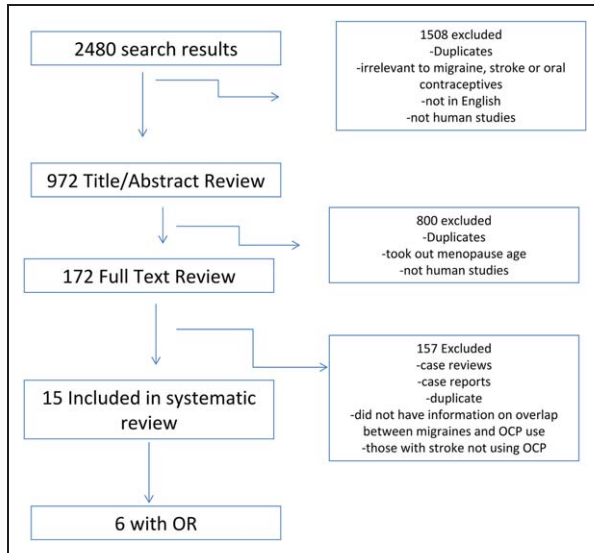 2480 search results
1508 excluded
-Duplicates
-irrelevant to migraine, stroke or oral
contraceptives
-not in English
-not human studies
972 Title/Abstract Review
800 excluded
-Duplicates
-took out menopause age
-not human studies
172 Full Text Review
157 Excluded
-case reviews
-case reports
-duplicate
-did not have information on overlap
between migraines and OCP use
-those with stroke not using OCP
15 Included in systematic
review
6 with OR